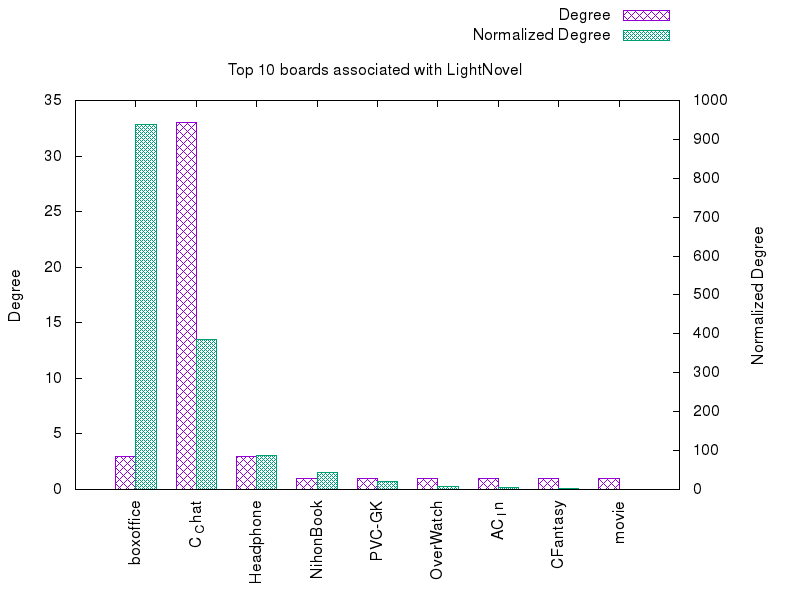 Degree
Normalized Degree
Top 10 boards associated with LightNovel
35
30
25
20
15
10
5
0
Degree
1000
900
800
700
600
500
400
300
200
100
0
Normalized Degree
boxoffice
C_Chat
Headphone
NihonBook
PVC-GK
OverWatch
AC_In
CFantasy
movie